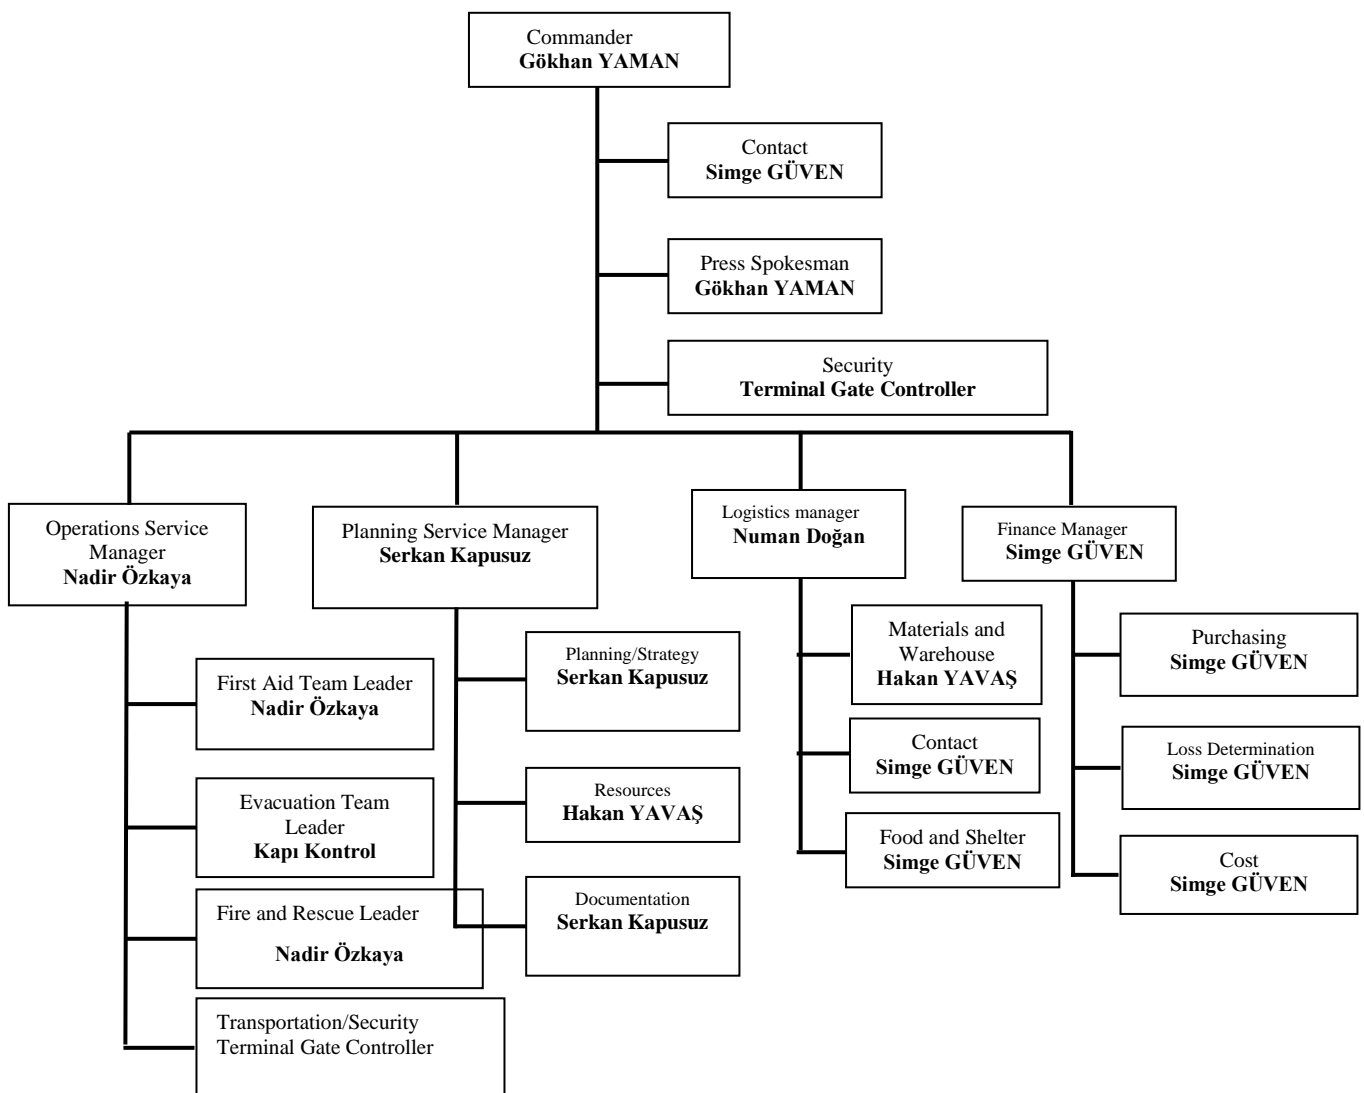 Commander
Gökhan YAMAN
Contact
Simge GÜVEN
Press Spokesman
Gökhan YAMAN
Security
Terminal Gate Controller
Operations Service
Manager
Nadir Özkaya
Planning Service Manager
Serkan Kapusuz
Logistics manager
Numan Doğan
Finance Manager
Simge GÜVEN
First Aid Team Leader
Nadir Özkaya
Evacuation Team
Leader
Kapı Kontrol
Fire and Rescue Leader
Nadir Özkaya
Transportation/Security
Terminal Gate Controller
Planning/Strategy
Serkan Kapusuz
Resources
Hakan YAVAŞ
Documentation
Serkan Kapusuz
Materials and
Warehouse
Hakan YAVAŞ
Contact
Simge GÜVEN
Food and Shelter
Simge GÜVEN
Purchasing
Simge GÜVEN
Loss Determination
Simge GÜVEN
Cost
Simge GÜVEN